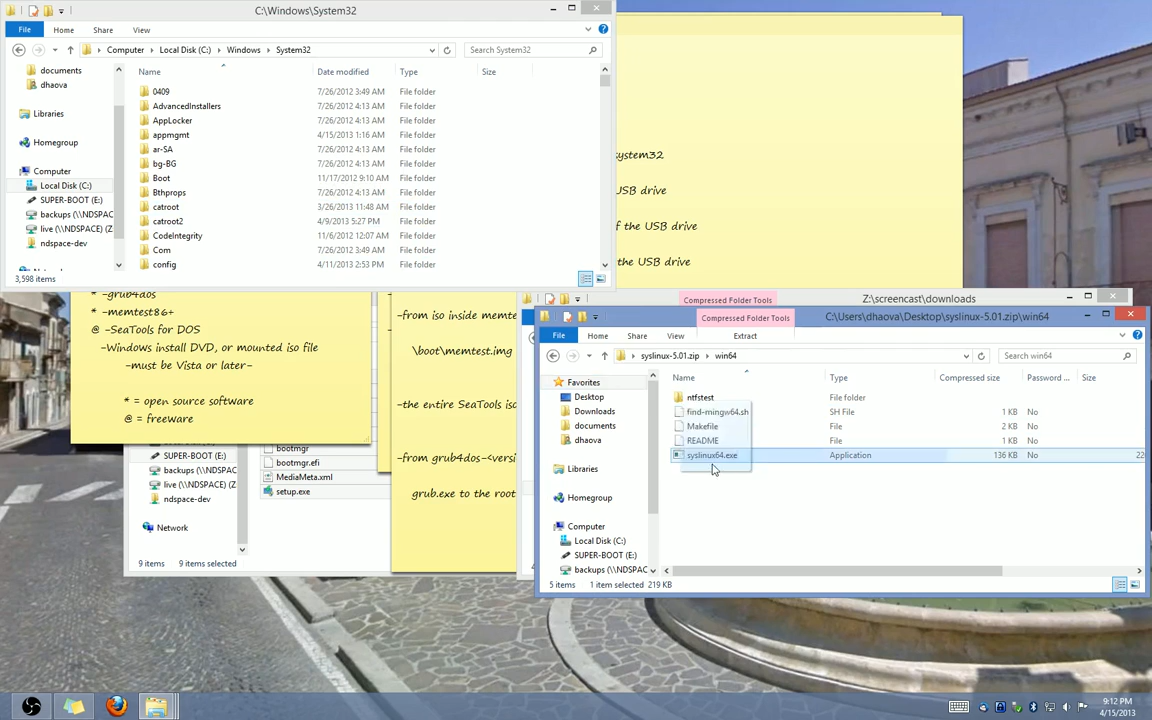 C:\Windows\System32
File Home Share View
Computer Local Disk (C:) Windows System32
Search System32
documents
dhaova
Libraries
Homegroup
Computer
Local Disk (C:)
SUPER-BOOT (E:)
backups (\\NDSPAC
live (\\NDSPACE) (Z
ndspace-dev
3,598 items
Name Date modified Type Size
0409 7/26/2012 3:49 AM File folder
AdvancedInstallers 7/26/2012 4:13 AM File folder
AppLocker 7/26/2012 4:13 AM File folder
appmgmt 4/15/2013 1:16 AM File folder
ar-SA 7/26/2012 4:13 AM File folder
bg-BG 7/26/2012 4:13 AM File folder
Boot 11/17/2012 9:10 AM File folder
Bthprops 7/26/2012 4:13 AM File folder
catroot 3/26/2013 11:48 AM File folder
catroot2 4/9/2013 5:27 PM File folder
CodeIntegrity 11/6/2012 12:07 AM File folder
Com 7/26/2012 3:49 AM File folder
config 4/11/2013 2:53 PM File folder
system32
USB drive
f the USB drive
the USB drive
* -grub4dos
* -memtest86+
@ -SeaTools for DOS
-Windows install DVD, or mounted iso file
-must be Vista or later-
* = open source software
@ = freeware
-from iso inside memte
\boot\memtest.img
-the entire SeaTools iso
-from grub4dos-<versi
grub.exe to the root
SUPER-BOOT (E:)
backups (\\NDSPAC
live (\\NDSPACE) (Z
ndspace-dev
Network
bootmgr
bootmgr.efi
MediaMeta.xml
setup.exe
9 items 9 items selected
Compressed Folder Tools Z:\screencast\downloads
Compressed Folder Tools C:\Users\dhaova\Desktop\syslinux-5.01.zip\win64
File Home Share View Extract
syslinux-5.01.zip win64
Search win64
Favorites
Desktop
Downloads
documents
dhaova
Libraries
Homegroup
Computer
Local Disk (C:)
SUPER-BOOT (E:)
backups (\\NDSPAC
Name Type Compressed size Password ... Size
ntfstest File folder
find-mingw64.sh SH File 1 KB No
Makefile File 2 KB No
README File 1 KB No
syslinux64.exe Application 136 KB No 22
5 items 1 item selected 219 KB
9:12 PM
4/15/2013